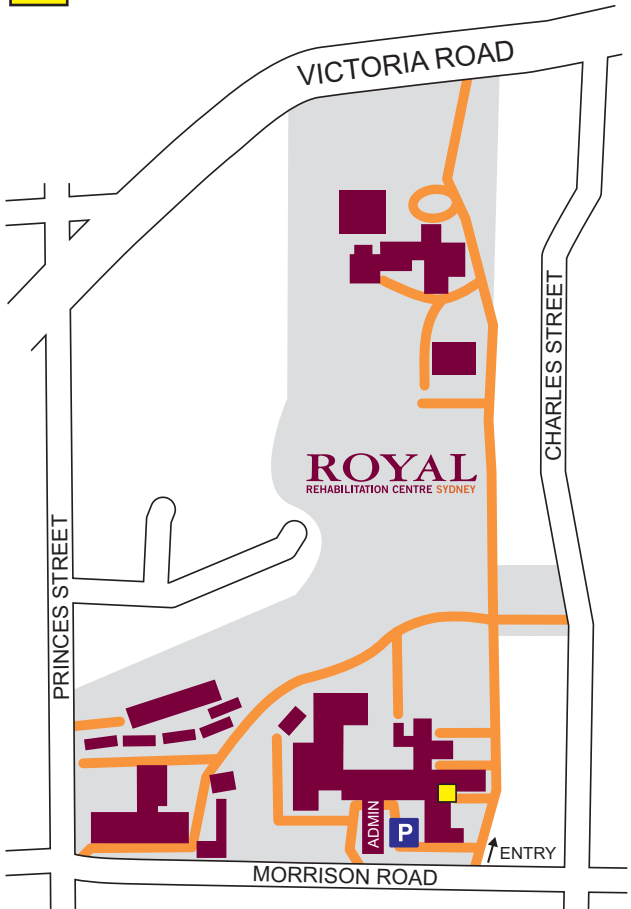 VICTORIA ROAD
CHARLES STREET
ROYAL
REHABILITATION CENTRE SYDNEY
PRINCES STREET
ADMIN
P
ENTRY
MORRISON ROAD